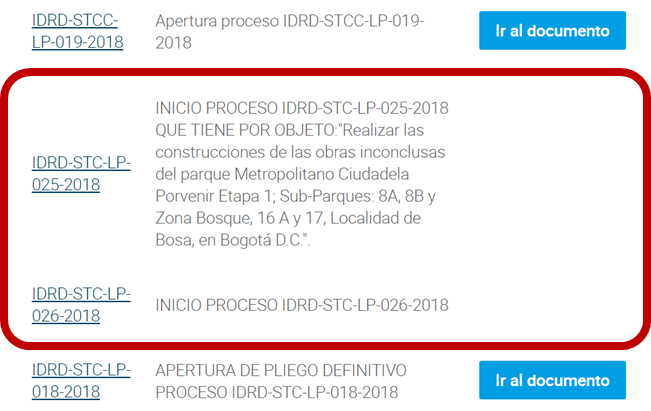 IDRD-STCC-
LP-019-2018
Apertura proceso IDRD-STCC-LP-019-
2018
Ir al documento
IDRD-STC-LP-
025-2018
INICIO PROCESO IDRD-STC-LP-025-2018
QUE TIENE POR OBJETO:"Realizar las
construcciones de las obras inconclusas
del parque Metropolitano Ciudadela
Porvenir Etapa 1; Sub-Parques: 8A, 8B y
Zona Bosque, 16 A y 17, Localidad de
Bosa, en Bogotá D.C.".
IDRD-STC-LP-
026-2018
INICIO PROCESO IDRD-STC-LP-026-2018
IDRD-STC-LP-
018-2018
APERTURA DE PLIEGO DEFINITIVO
PROCESO IDRD-STC-LP-018-2018
Ir al documento